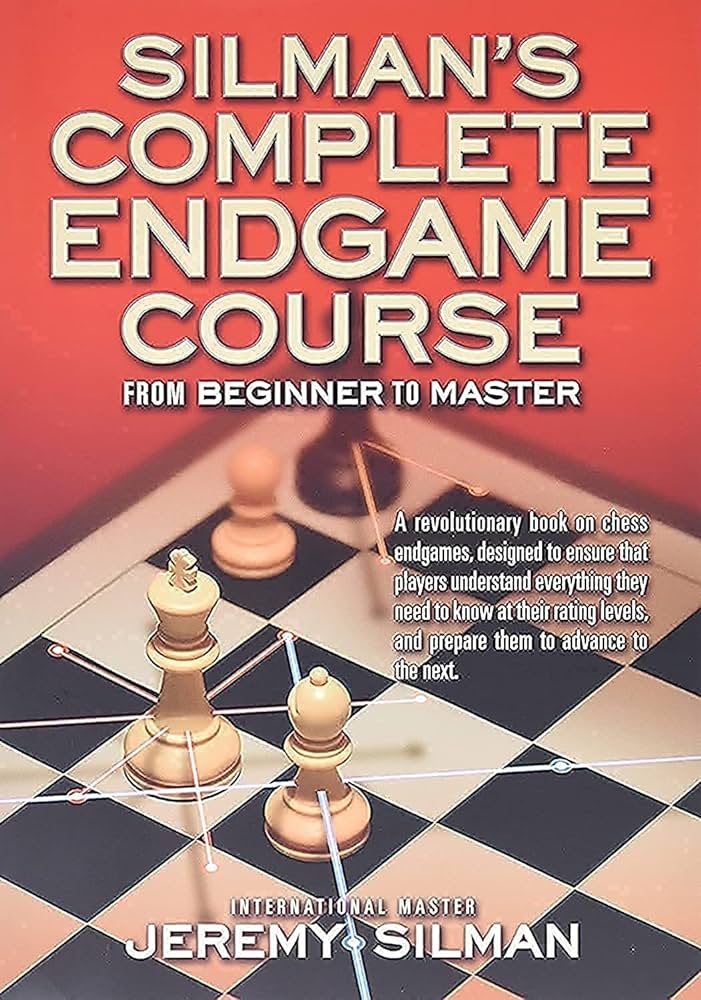 SILMAN'S
COMPLETE
ENDGAME
COURSE
FROM BEGINNER TO MASTER
A revolutionary book on chess
endgames, designed to ensure that
players understand everything they
need to know at their rating levels,
and prepare them to advance to
the next.
INTERNATIONAL MASTER
JEREMY SILMAN